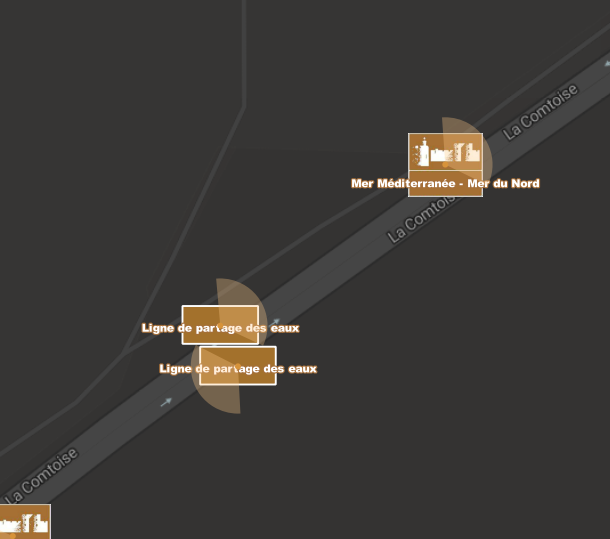 La Comtoise
Mer Méditerranée - Mer du Nord
La Comtoise
Ligne de partage des eaux
Ligne de partage des eaux
La Comtoise